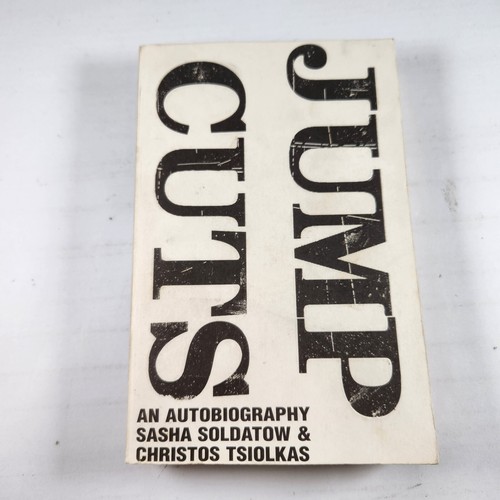 JUMP
CUTS
AN AUTOBIOGRAPHY
SASHA SOLDATOW &
CHRISTOS TSIOLKAS